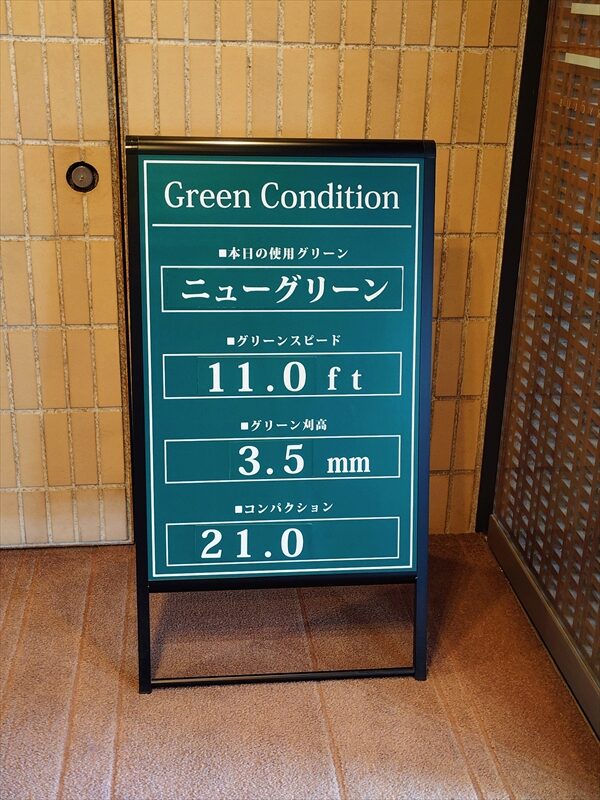 Green Condition
■本日の使用グリーン
ニューグリーン
■グリーンスピード
11.0 ft
■グリーン刈高
3.5 mm
■コンパクション
21.0